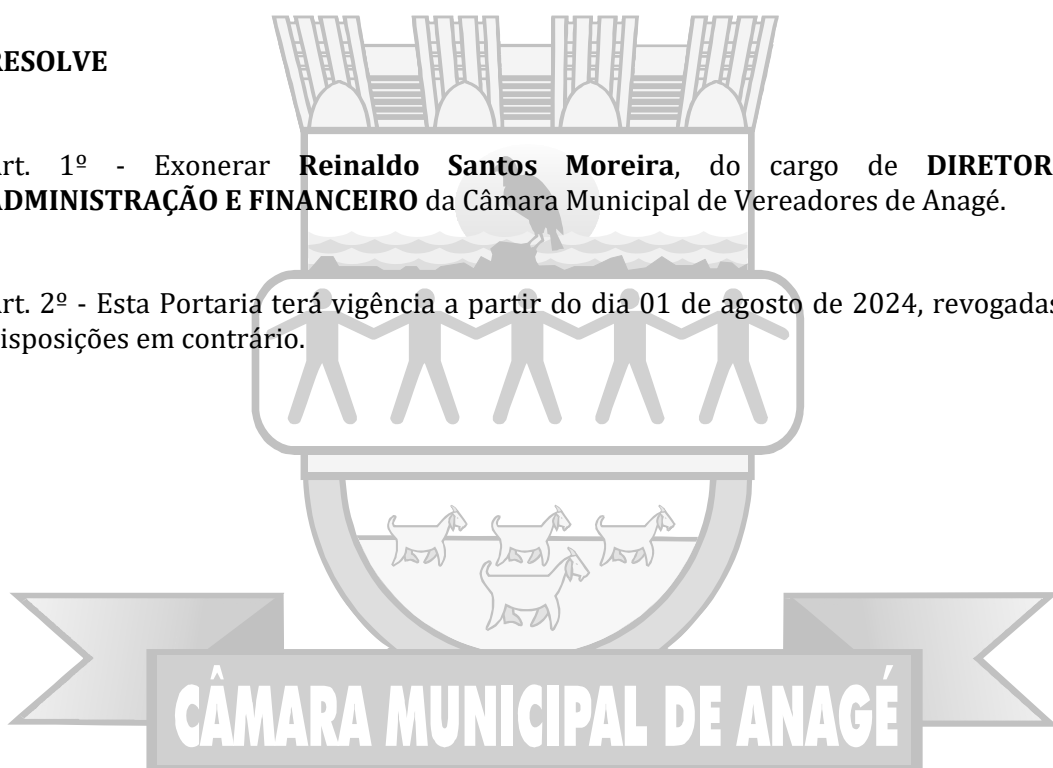 RESOLVE
Art. 1º - Exonerar Reinaldo Santos Moreira, do cargo de DIRETOR
ADMINISTRAÇÃO E FINANCEIRO da Câmara Municipal de Vereadores de Anagé.
Art. 2º - Esta Portaria terá vigência a partir do dia 01 de agosto de 2024, revogadas
disposições em contrário.
CÂMARA MUNICIPAL DE ANAGÉ